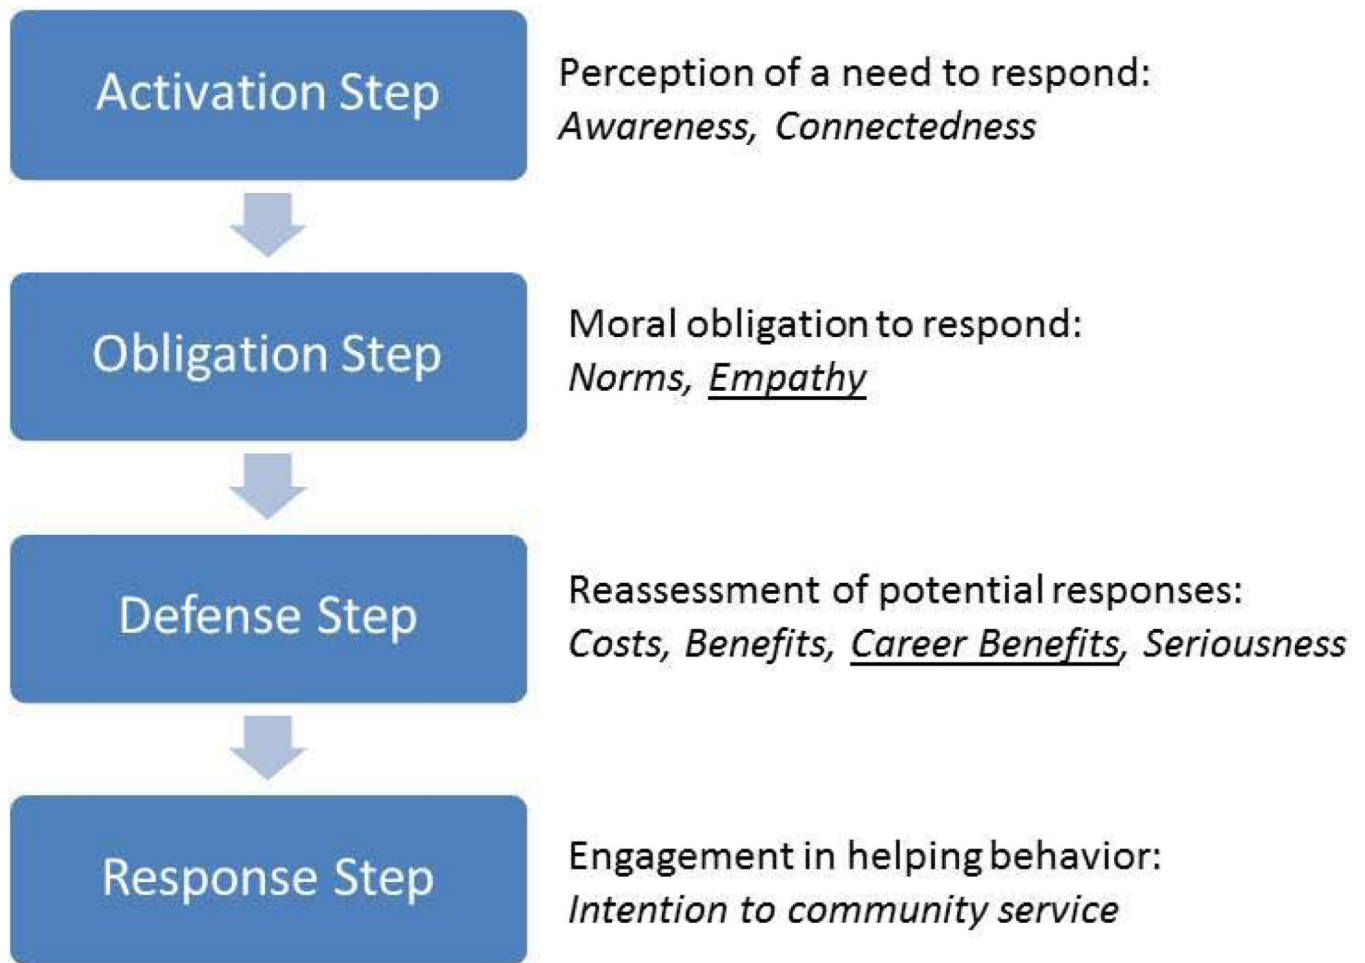 Activation Step
Perception of a need to respond:
Awareness, Connectedness
Obligation Step
Moral obligation to respond:
Norms, Empathy
Defense Step
Reassessment of potential responses:
Costs, Benefits, Career Benefits, Seriousness
Response Step
Engagement in helping behavior:
Intention to community service